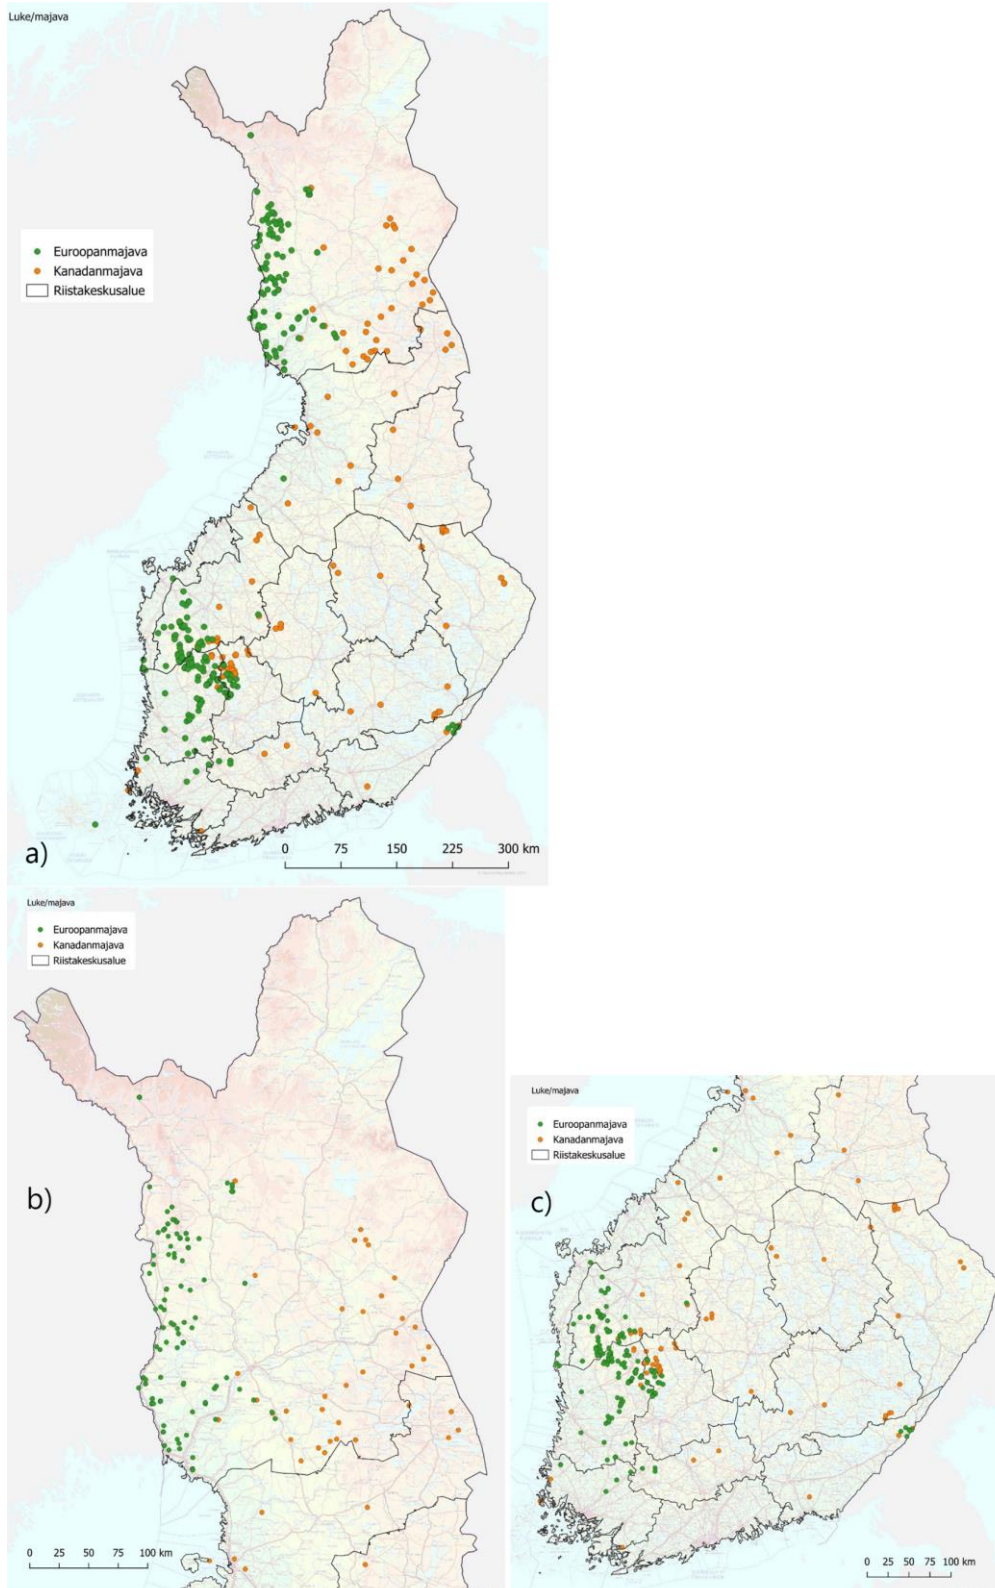 Luke/majava
Euroopanmajava
Kanadanmajava
Riistakeskusalue
a)
0 75 150 225 300 km
Luke/majava
Euroopanmajava
Kanadanmajava
Riistakeskusalue
b)
0 25 50 75 100 km
Luke/majava
Euroopanmajava
Kanadanmajava
Riistakeskusalue
c)
0 25 50 75 100 km